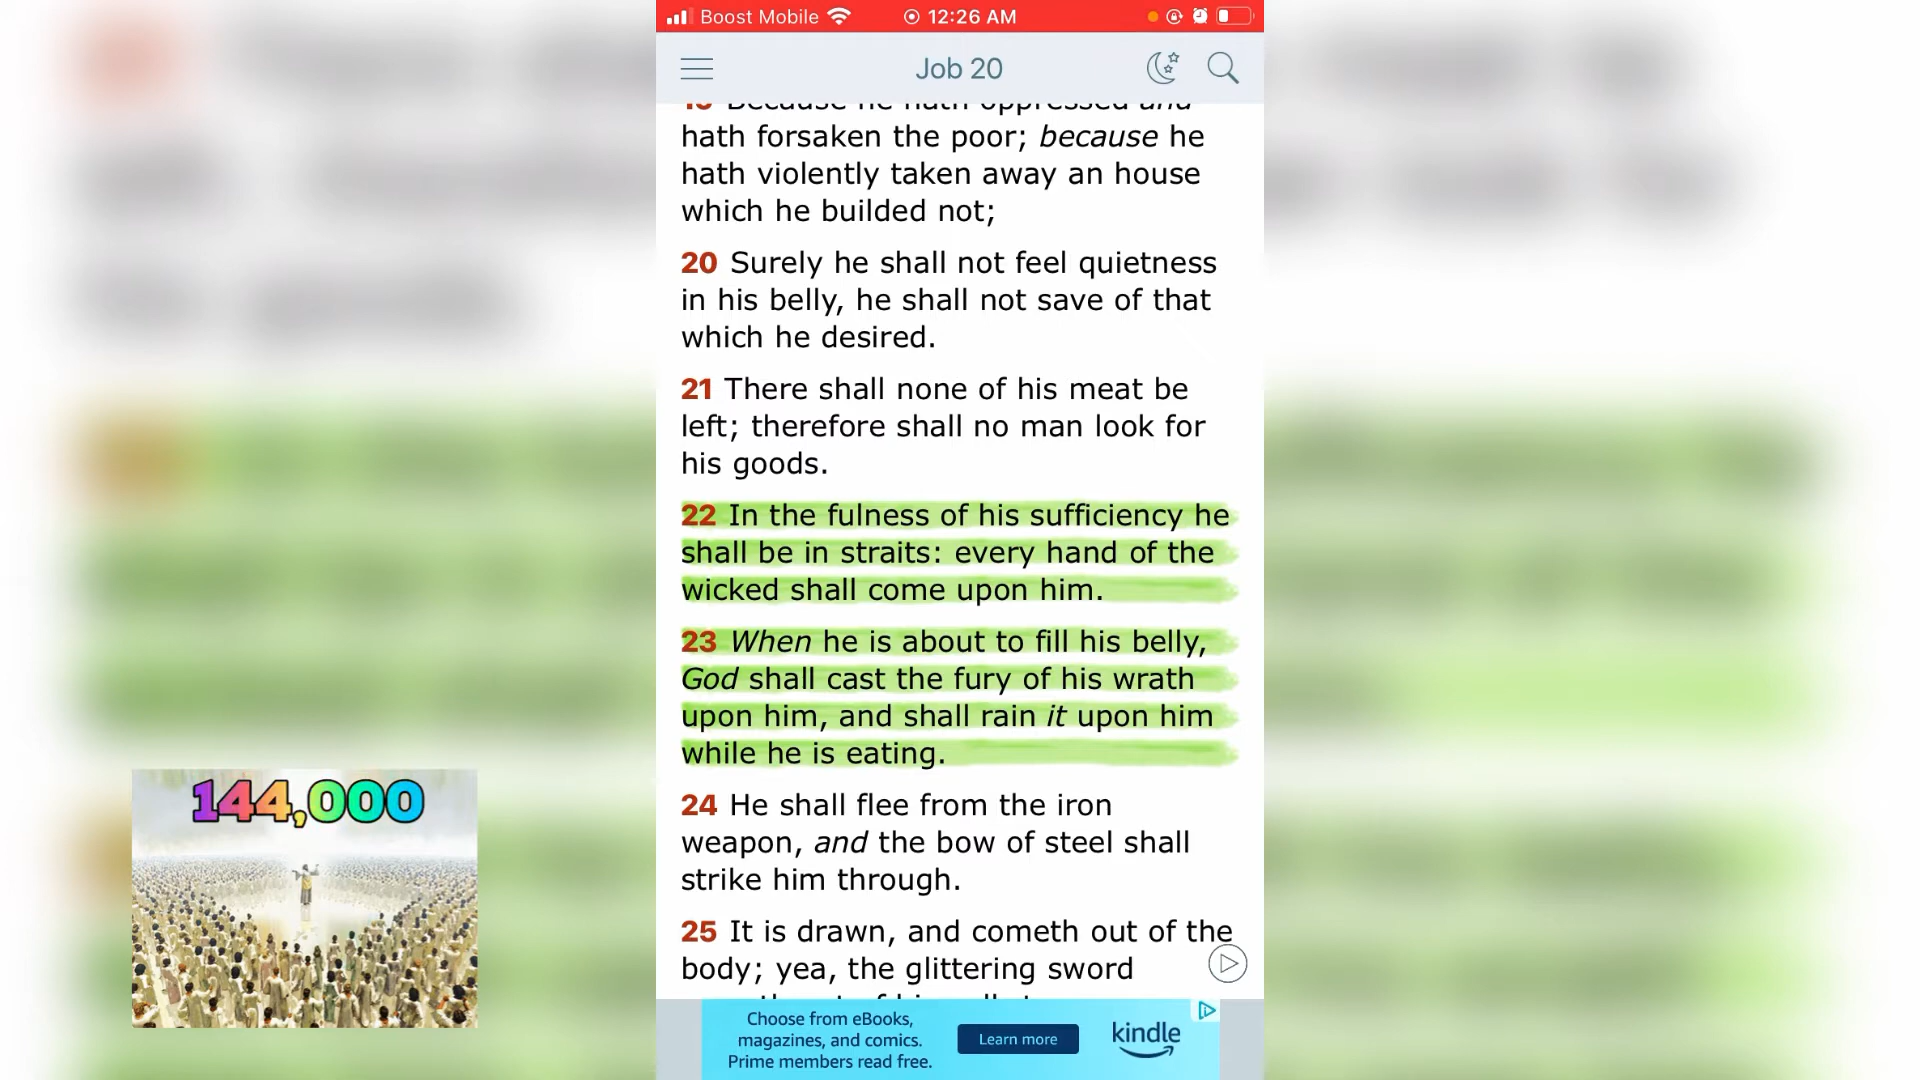 Boost Mobile
12:26 AM
Job 20
19 Because he hath oppressed and
hath forsaken the poor; because he
hath violently taken away an house
which he builded not;
20 Surely he shall not feel quietness
in his belly, he shall not save of that
which he desired.
21 There shall none of his meat be
left; therefore shall no man look for
his goods.
22 In the fulness of his sufficiency he
shall be in straits: every hand of the
wicked shall come upon him.
23 When he is about to fill his belly,
God shall cast the fury of his wrath
upon him, and shall rain it upon him
while he is eating.
24 He shall flee from the iron
weapon, and the bow of steel shall
strike him through.
25 It is drawn, and cometh out of the
body; yea, the glittering sword
144,000
Choose from eBooks,
magazines, and comics.
Prime members read free.
Learn more
kindle